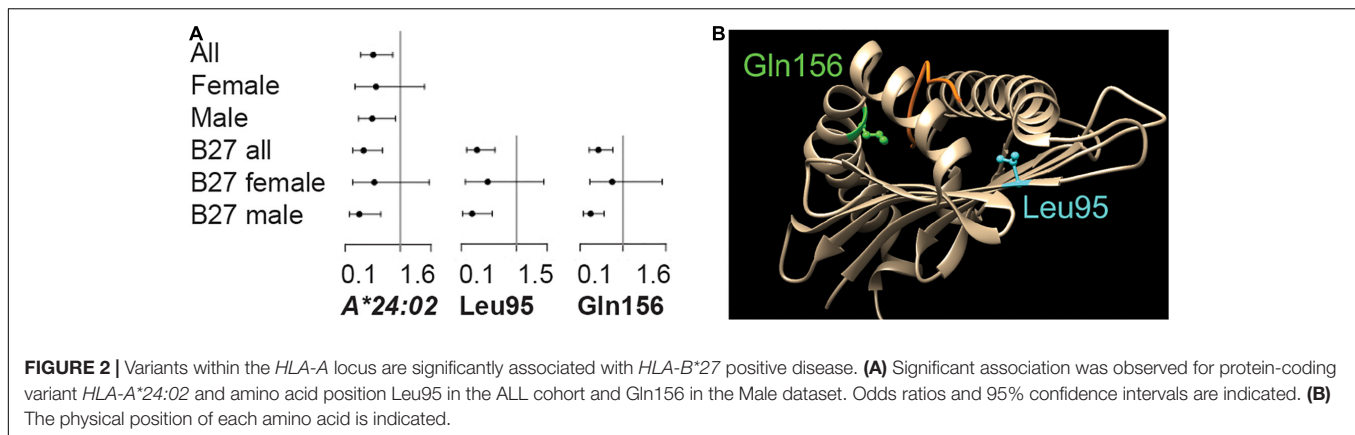 A
All
Female
Male
B27 all
B27 female
B27 male
0.1 1.6 0.1 1.5 0.1 1.6
A*24:02 Leu95 Gln156
B
Gln156
Leu95
FIGURE 2 | Variants within the HLA-A locus are significantly associated with HLA-B*27 positive disease. (A) Significant association was observed for protein-coding
variant HLA-A*24:02 and amino acid position Leu95 in the ALL cohort and Gln156 in the Male dataset. Odds ratios and 95% confidence intervals are indicated. (B)
The physical position of each amino acid is indicated.